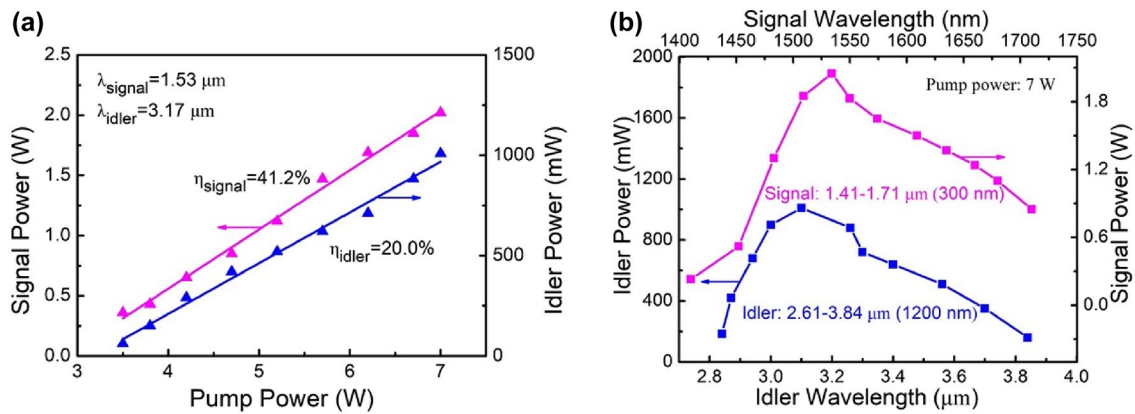 (a)
2.5
2.0
1.5
1.0
0.5
0.0
Signal Power (W)
λsignal=1.53 μm
λidler=3.17 μm
ηsignal=41.2%
ηidler=20.0%
1500
1000
500
0
Idler Power (mW)
3 4 5 6 7
Pump Power (W)
(b)
Signal Wavelength (nm)
1400 1450 1500 1550 1600 1650 1700 1750
2000
1600
1200
800
400
0
Idler Power (mW)
Pump power: 7 W
Signal: 1.41-1.71 μm (300 nm)
Idler: 2.61-3.84 μm (1200 nm)
1.8
1.2
0.6
0.0
Signal Power (W)
2.8 3.0 3.2 3.4 3.6 3.8 4.0
Idler Wavelength (μm)